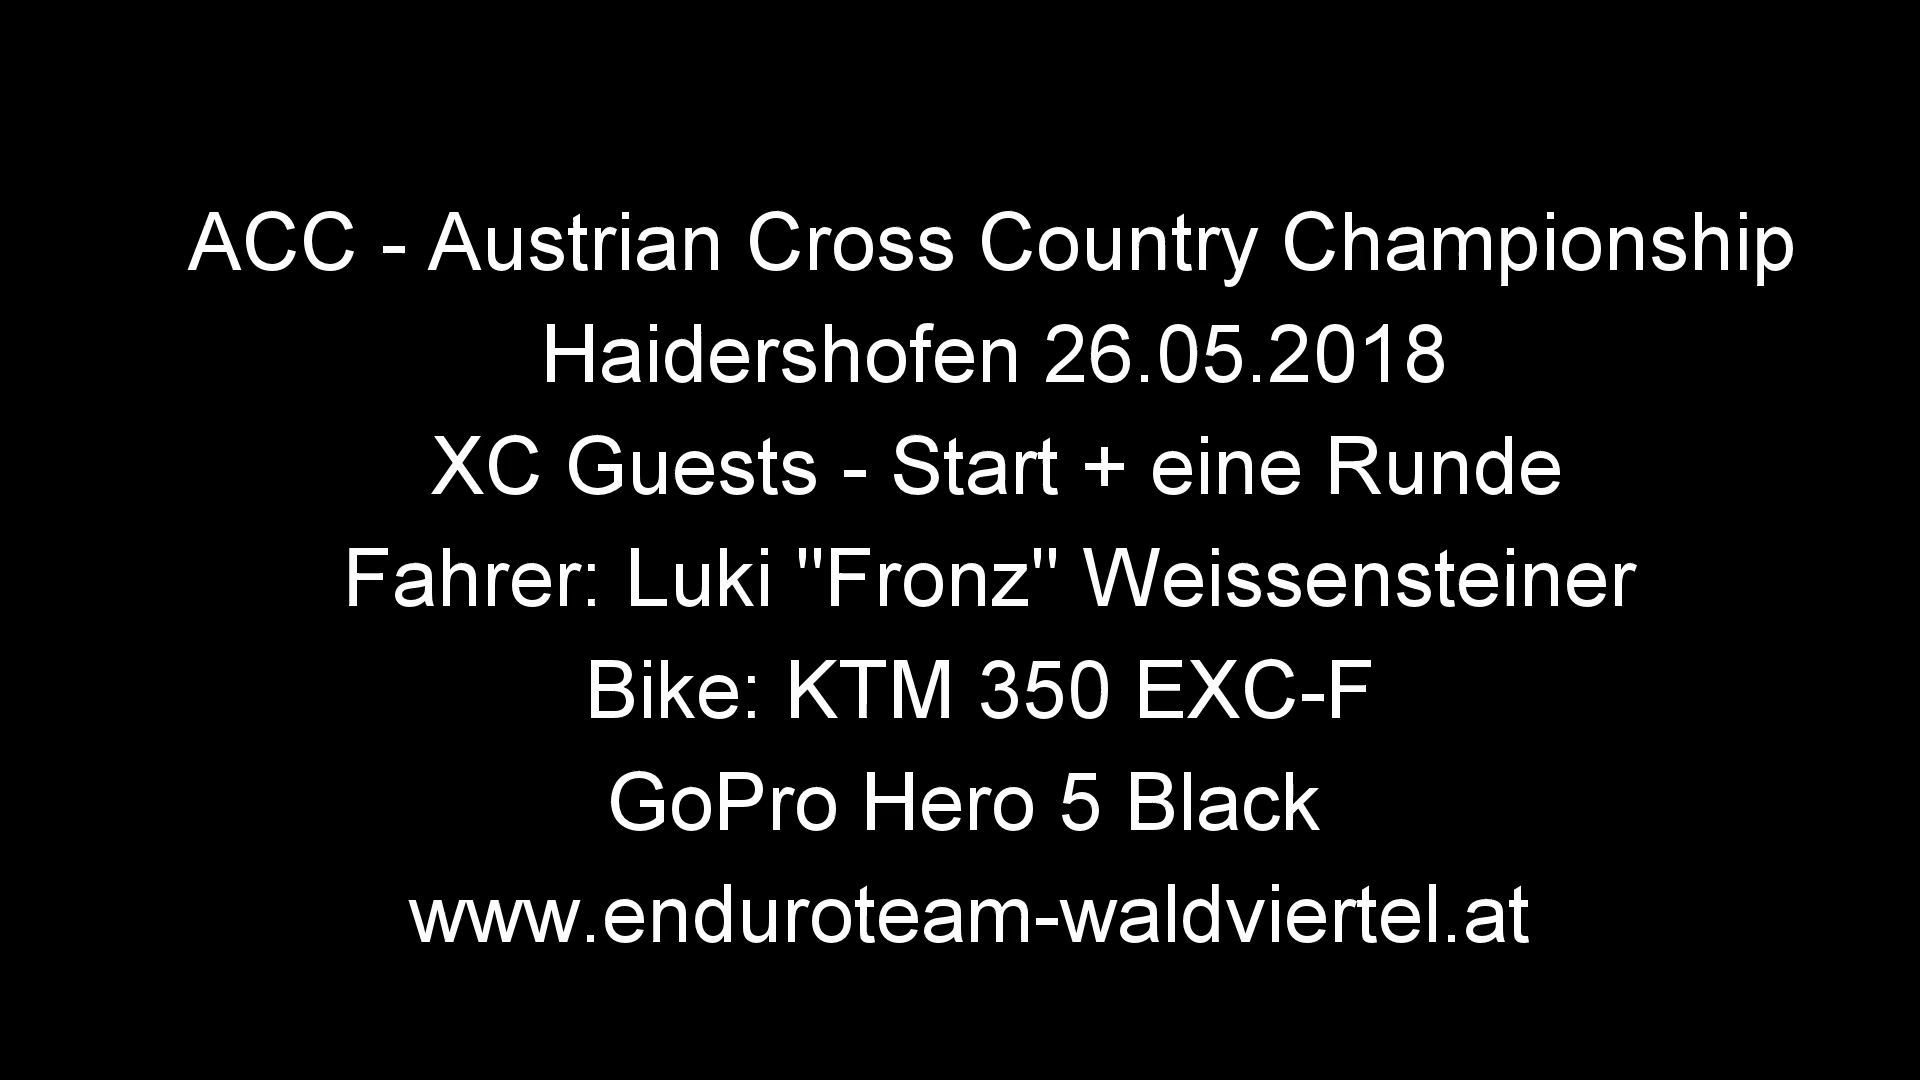 ACC - Austrian Cross Country Championship
Haidershofen 26.05.2018
XC Guests - Start + eine Runde
Fahrer: Luki "Fronz" Weissensteiner
Bike: KTM 350 EXC-F
GoPro Hero 5 Black
www.enduroteam-waldviertel.at